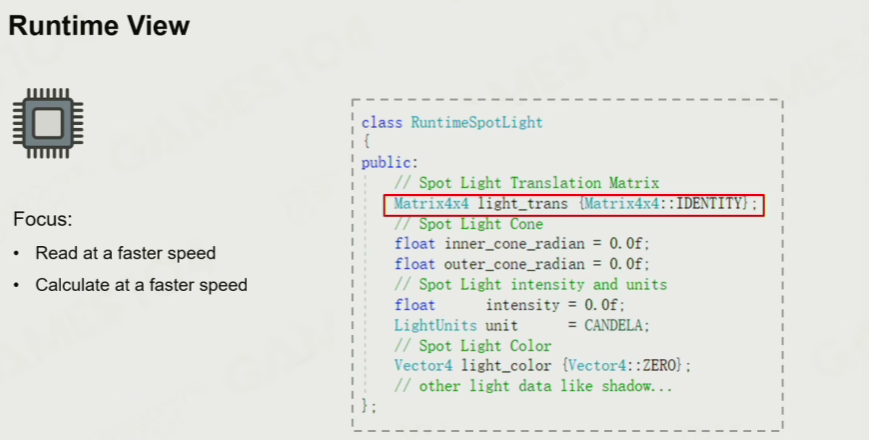 Runtime View
Focus:
• Read at a faster speed
• Calculate at a faster speed
class RuntimeSpotLight
{
public:
// Spot Light Translation Matrix
Matrix4x4 light_trans {Matrix4x4::IDENTITY};
// Spot Light Cone
float inner_cone_radian = 0.0f;
float outer_cone_radian = 0.0f;
// Spot Light intensity and units
float intensity = 0.0f;
LightUnits unit = CANDELA;
// Spot Light Color
Vector4 light_color {Vector4::ZERO};
// other light data like shadow...
};